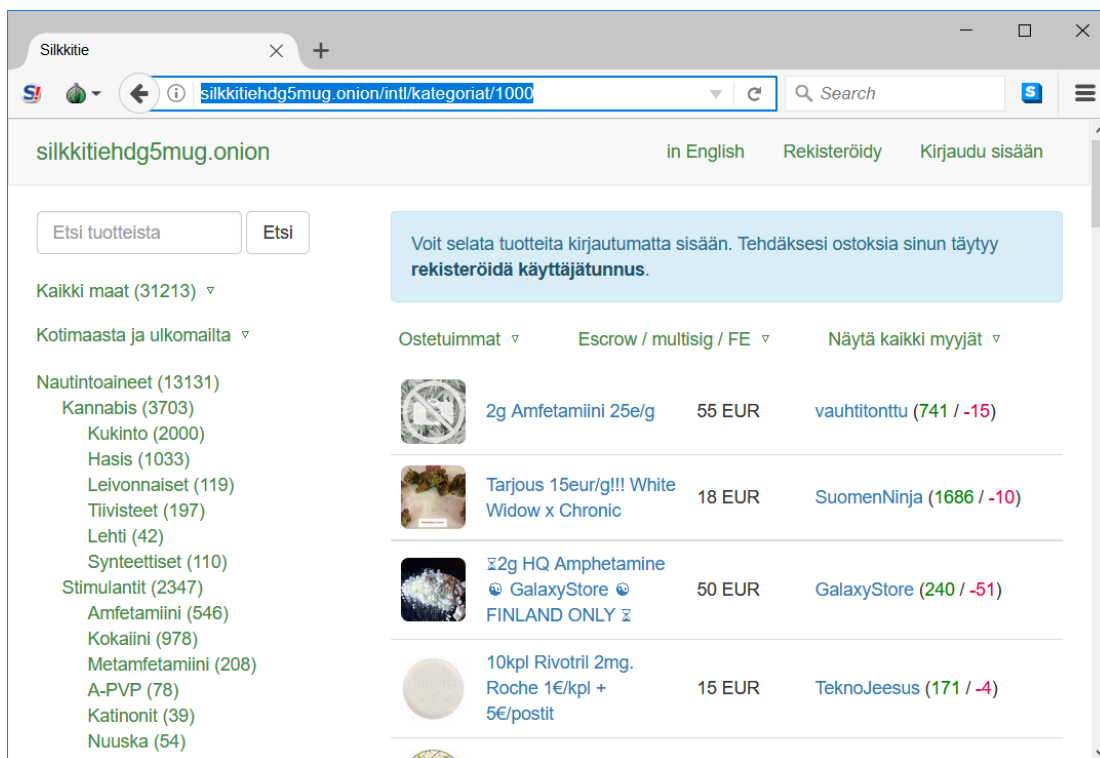 Silkkitie
silkkitiehdg5mug.onion/intl/kategoriat/1000
Search
silkkitiehdg5mug.onion
in English
Rekisteröidy
Kirjaudu sisään
Etsi tuotteista
Etsi
Voit selata tuotteita kirjautumatta sisään. Tehdäksesi ostoksia sinun täytyy
rekisteröidä käyttäjätunnus.
Kaikki maat (31213) ▿
Kotimaasta ja ulkomailta ▿
Nautintoaineet (13131)
Kannabis (3703)
Kukinto (2000)
Hasis (1033)
Leivonnaiset (119)
Tiivisteet (197)
Lehti (42)
Synteettiset (110)
Stimulantit (2347)
Amfetamiini (546)
Kokaiini (978)
Metamfetamiini (208)
A-PVP (78)
Katinonit (39)
Nuuska (54)
Ostetuimmat ▿
Escrow / multisig / FE ▿
Näytä kaikki myyjät ▿
2g Amfetamiini 25e/g
55 EUR
vauhtitonttu (741 / -15)
Tarjous 15eur/g!!! White
Widow x Chronic
18 EUR
SuomenNinja (1686 / -10)
⌛2g HQ Amphetamine
☯ GalaxyStore ☯
FINLAND ONLY ⌛
50 EUR
GalaxyStore (240 / -51)
10kpl Rivotril 2mg.
Roche 1€/kpl +
5€/postit
15 EUR
TeknoJeesus (171 / -4)